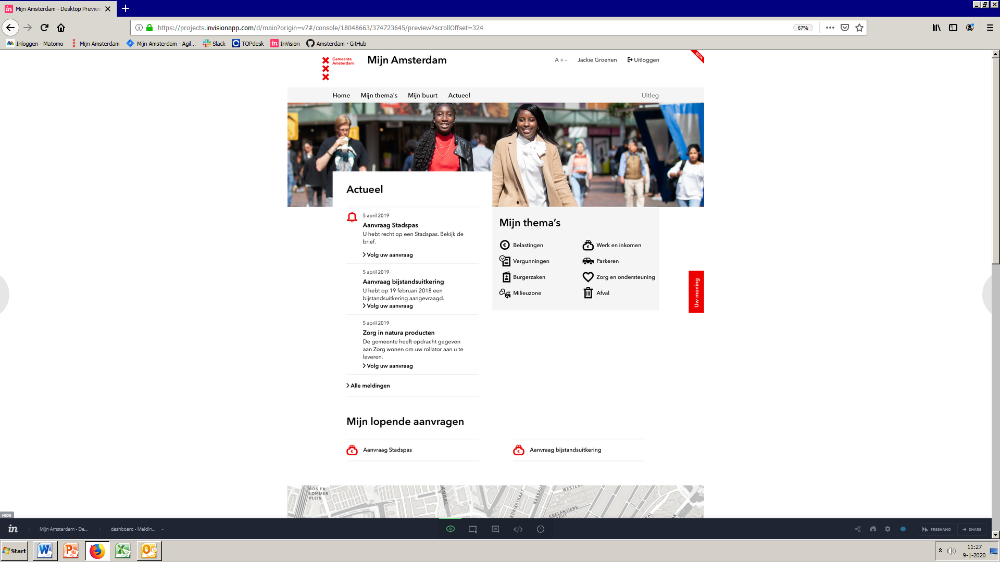 Mijn Amsterdam - Desktop Preview
https://projects.invisionapp.com/d/main?origin=v7#/console/18048663/374723645/preview?scrollOffset=324
67%
Inloggen - Matomo
Mijn Amsterdam
Mijn Amsterdam - Agil...
Slack
TOPdesk
InVision
Amsterdam · GitHub
Gemeente
Amsterdam
Mijn Amsterdam
A + -
Jackie Groenen
Uitloggen
BETA
Home
Mijn thema's
Mijn buurt
Actueel
Uitleg
Actueel
5 april 2019
Aanvraag Stadspas
U hebt recht op een Stadspas. Bekijk de
brief.
Volg uw aanvraag
5 april 2019
Aanvraag bijstandsuitkering
U hebt op 19 februari 2018 een
bijstandsuitkering aangevraagd.
Volg uw aanvraag
5 april 2019
Zorg in natura producten
De gemeente heeft opdracht gegeven
aan Zorg wonen om uw rollator aan u te
leveren.
Volg uw aanvraag
Alle meldingen
Mijn thema’s
Belastingen
Werk en inkomen
Vergunningen
Parkeren
Burgerzaken
Zorg en ondersteuning
Milieuzone
Afval
Uw mening
Mijn lopende aanvragen
Aanvraag Stadspas
Aanvraag bijstandsuitkering
BOS EN
LOMMER
PLEIN
EGELANTIERS
HIDE
in
Mijn Amsterdam - De...
dashboard - Meldin...
FREEHAND
SHARE
Start
11:27
9-1-2020